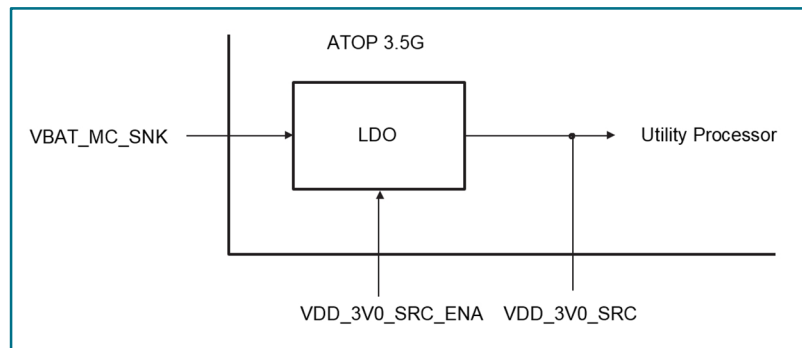 ATOP 3.5G
VBAT_MC_SNK
LDO
Utility Processor
VDD_3V0_SRC_ENA
VDD_3V0_SRC